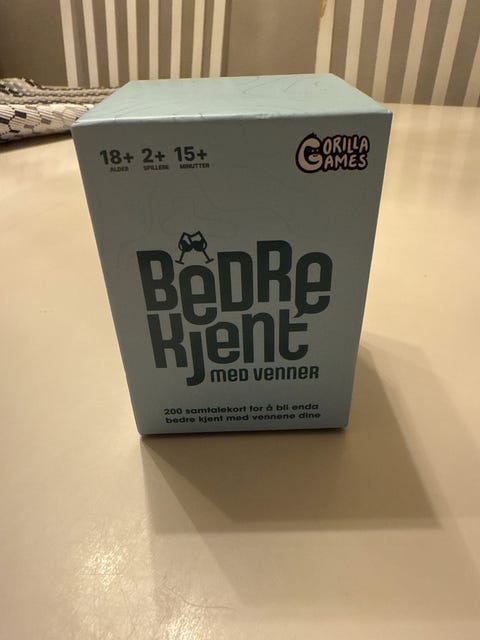 18+ 2+ 15+
ALDER SPILLERE MINUTTER
GORILLA
GAMES
BEDRE
KJENT
MED VENNER
200 samtalekort for å bli enda
bedre kjent med vennene dine